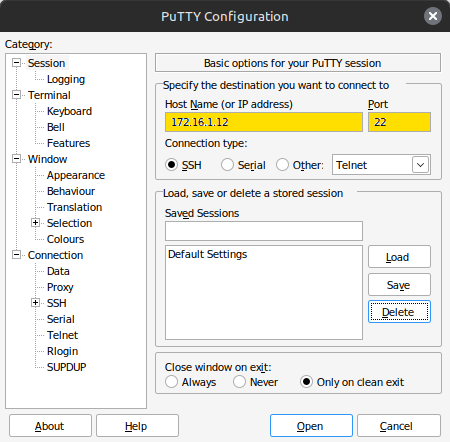 PuTTY Configuration
Category:
Session
Logging
Terminal
Keyboard
Bell
Features
Window
Appearance
Behaviour
Translation
Selection
Colours
Connection
Data
Proxy
SSH
Serial
Telnet
Rlogin
SUPDUP
Basic options for your PuTTY session
Specify the destination you want to connect to
Host Name (or IP address) Port
172.16.1.12 22
Connection type:
SSH Serial Other: Telnet
Load, save or delete a stored session
Saved Sessions
Default Settings
Load
Save
Delete
Close window on exit:
Always Never Only on clean exit
About Help Open Cancel